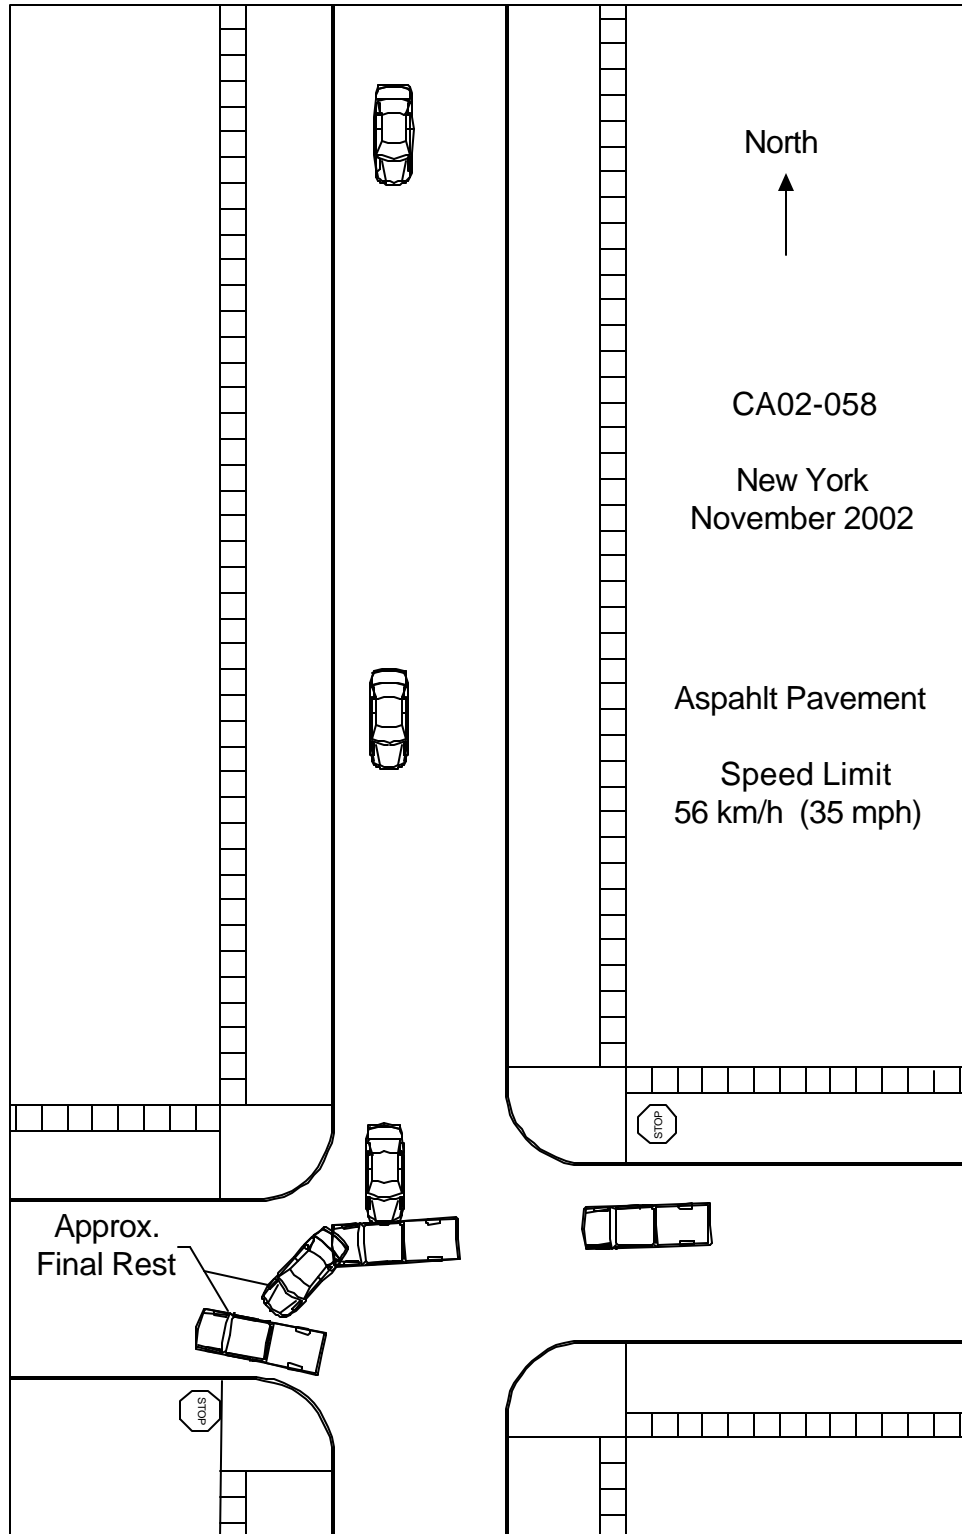 North
CA02-058
New York
November 2002
Aspahlt Pavement
Speed Limit
56 km/h (35 mph)
STOP
Approx.
Final Rest
STOP